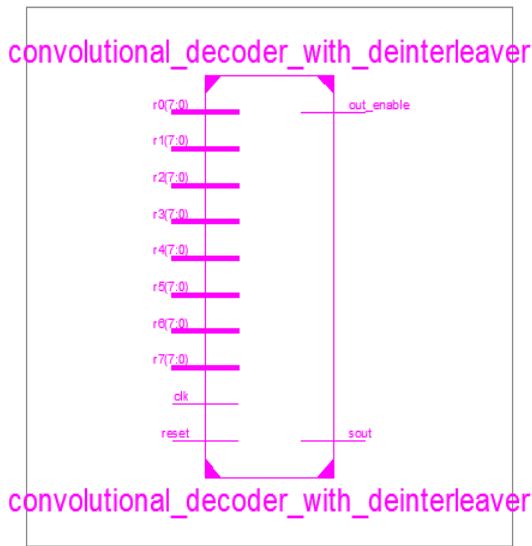 convolutional_decoder_with_deinterleaver
r0(7:0)
out_enable
r1(7:0)
r2(7:0)
r3(7:0)
r4(7:0)
r5(7:0)
r6(7:0)
r7(7:0)
clk
reset
sout
convolutional_decoder_with_deinterleaver